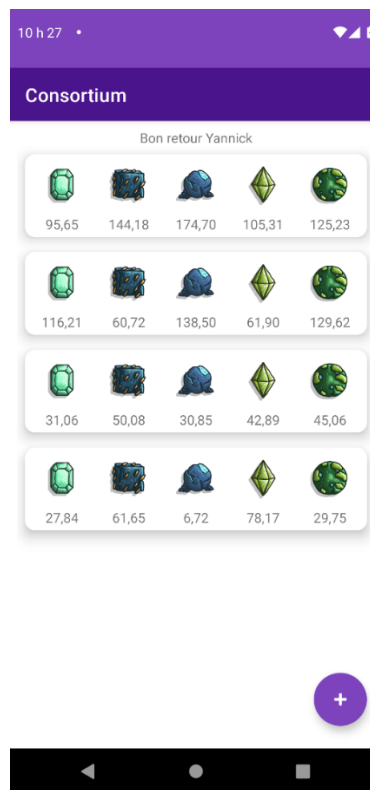 10 h 27
Consortium
Bon retour Yannick
95,65 144,18 174,70 105,31 125,23
116,21 60,72 138,50 61,90 129,62
31,06 50,08 30,85 42,89 45,06
27,84 61,65 6,72 78,17 29,75
+